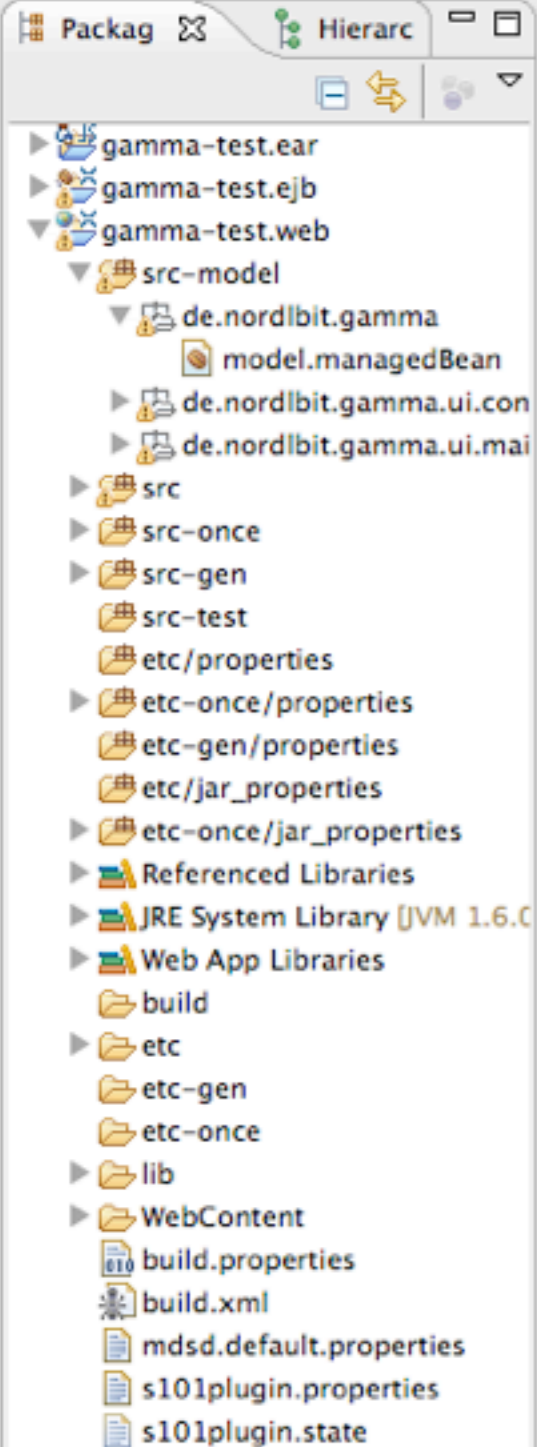 Packag Hierarc
gamma-test.ear
gamma-test.ejb
gamma-test.web
src-model
de.nordlbit.gamma
model.managedBean
de.nordlbit.gamma.ui.con
de.nordlbit.gamma.ui.mai
src
src-once
src-gen
src-test
etc/properties
etc-once/properties
etc-gen/properties
etc/jar_properties
etc-once/jar_properties
Referenced Libraries
JRE System Library [JVM 1.6.0
Web App Libraries
build
etc
etc-gen
etc-once
lib
WebContent
build.properties
build.xml
mdsd.default.properties
s101plugin.properties
s101plugin.state